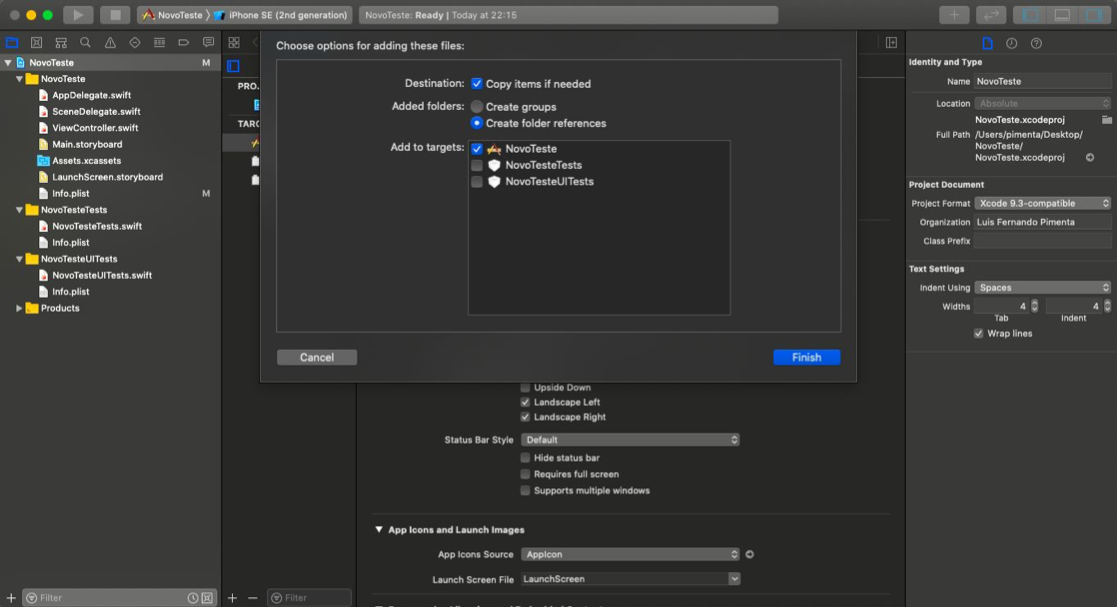 NovoTeste
iPhone SE (2nd generation)
NovoTeste: Ready | Today at 22:15
NovoTeste
M
NovoTeste
AppDelegate.swift
SceneDelegate.swift
ViewController.swift
Main.storyboard
Assets.xcassets
LaunchScreen.storyboard
Info.plist
M
NovoTesteTests
NovoTesteTests.swift
Info.plist
NovoTesteUITests
NovoTesteUITests.swift
Info.plist
Products
Filter
PRO
TARG
Filter
Choose options for adding these files:
Destination:
Copy items if needed
Added folders:
Create groups
Create folder references
Add to targets:
NovoTeste
NovoTesteTests
NovoTesteUITests
Cancel
Finish
Upside Down
Landscape Left
Landscape Right
Status Bar Style
Default
Hide status bar
Requires full screen
Supports multiple windows
App Icons and Launch Images
App Icons Source
AppIcon
Launch Screen File
LaunchScreen
Identity and Type
Name
NovoTeste
Location
Absolute
NovoTeste.xcodeproj
Full Path
/Users/pimenta/Desktop/
NovoTeste/
NovoTeste.xcodeproj
Project Document
Project Format
Xcode 9.3-compatible
Organization
Luis Fernando Pimenta
Class Prefix
Text Settings
Indent Using
Spaces
Widths
4
4
Tab
Indent
Wrap lines